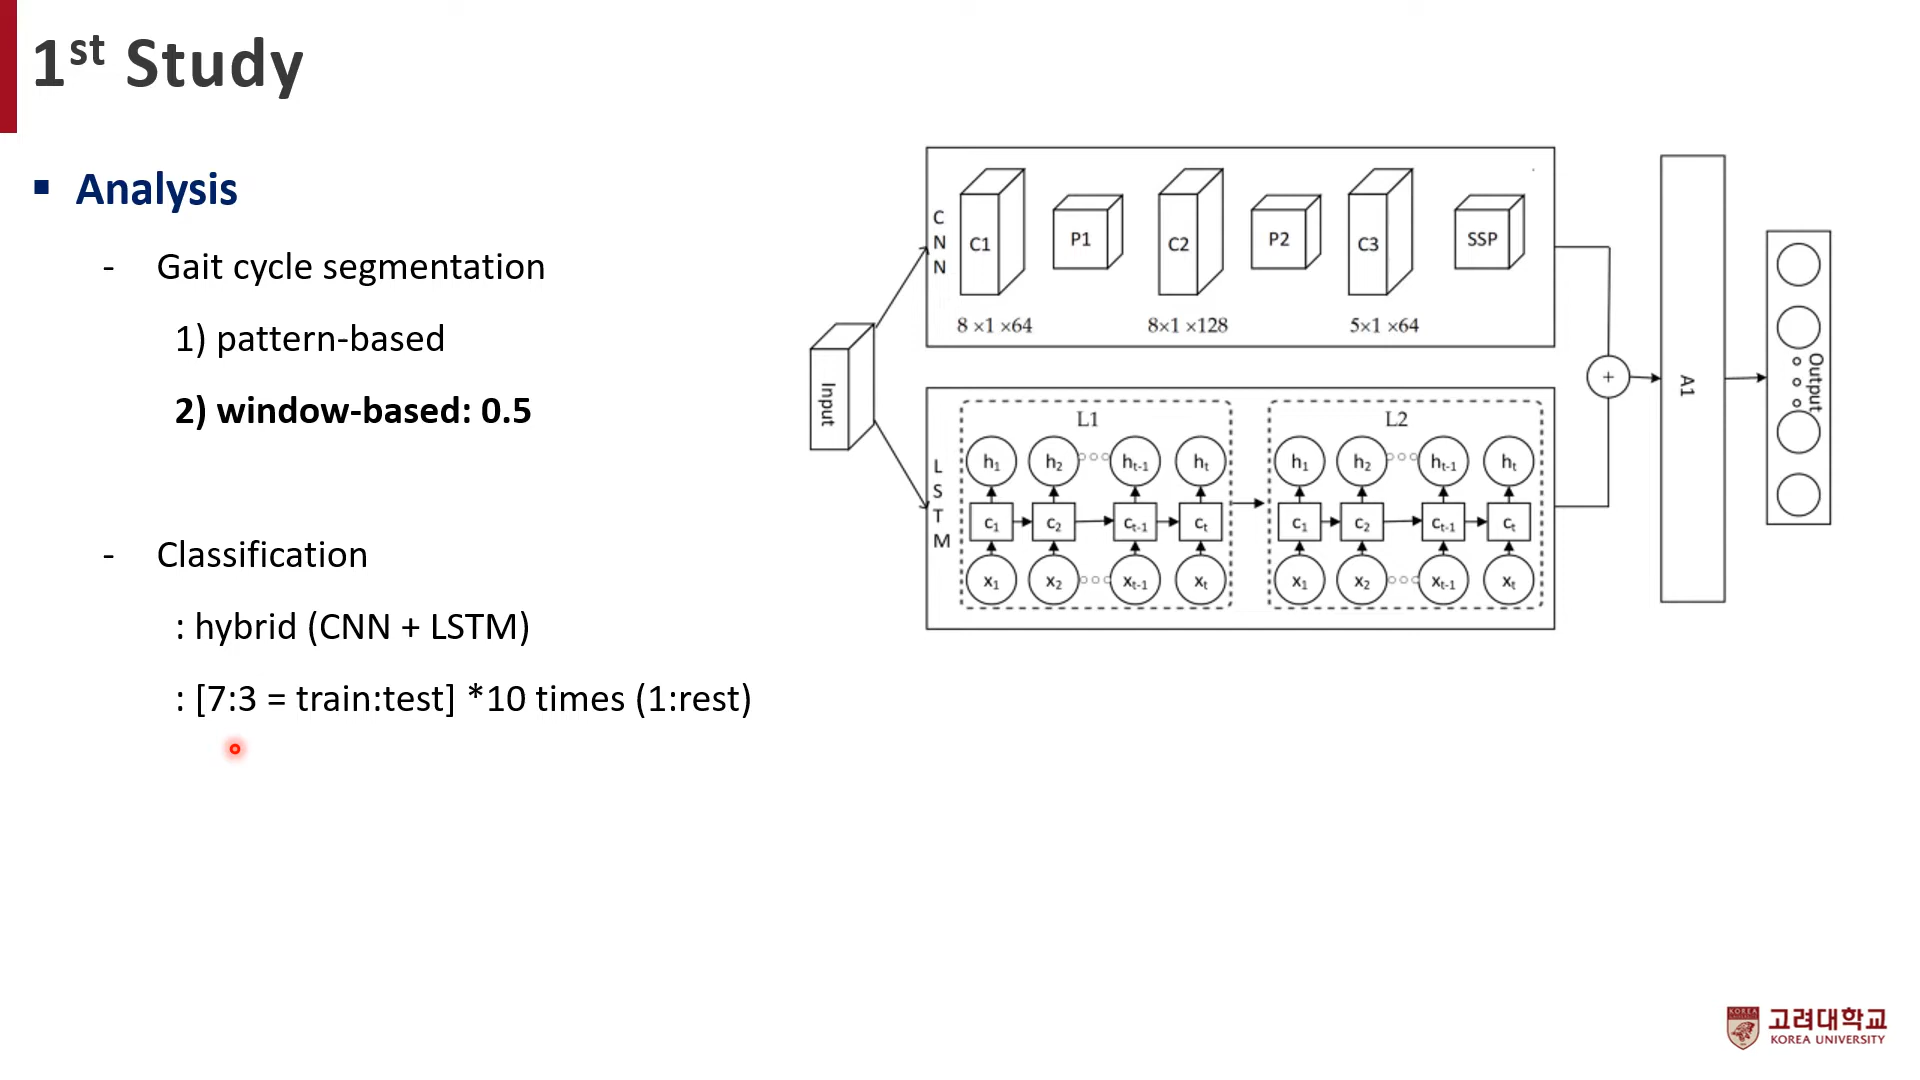 1st Study
▪ Analysis
- Gait cycle segmentation
1) pattern-based
2) window-based: 0.5
- Classification
: hybrid (CNN + LSTM)
: [7:3 = train:test] *10 times (1:rest)
Input
CNN
C1
P1
C2
P2
C3
SSP
8 ×1 ×64
8×1 ×128
5×1 ×64
LSTM
L1
h1 h2 ht-1 ht
c1 c2 ct-1 ct
x1 x2 xt-1 xt
L2
h1 h2 ht-1 ht
c1 c2 ct-1 ct
x1 x2 xt-1 xt
+
A1
Output
KOREA
고려대학교
KOREA UNIVERSITY